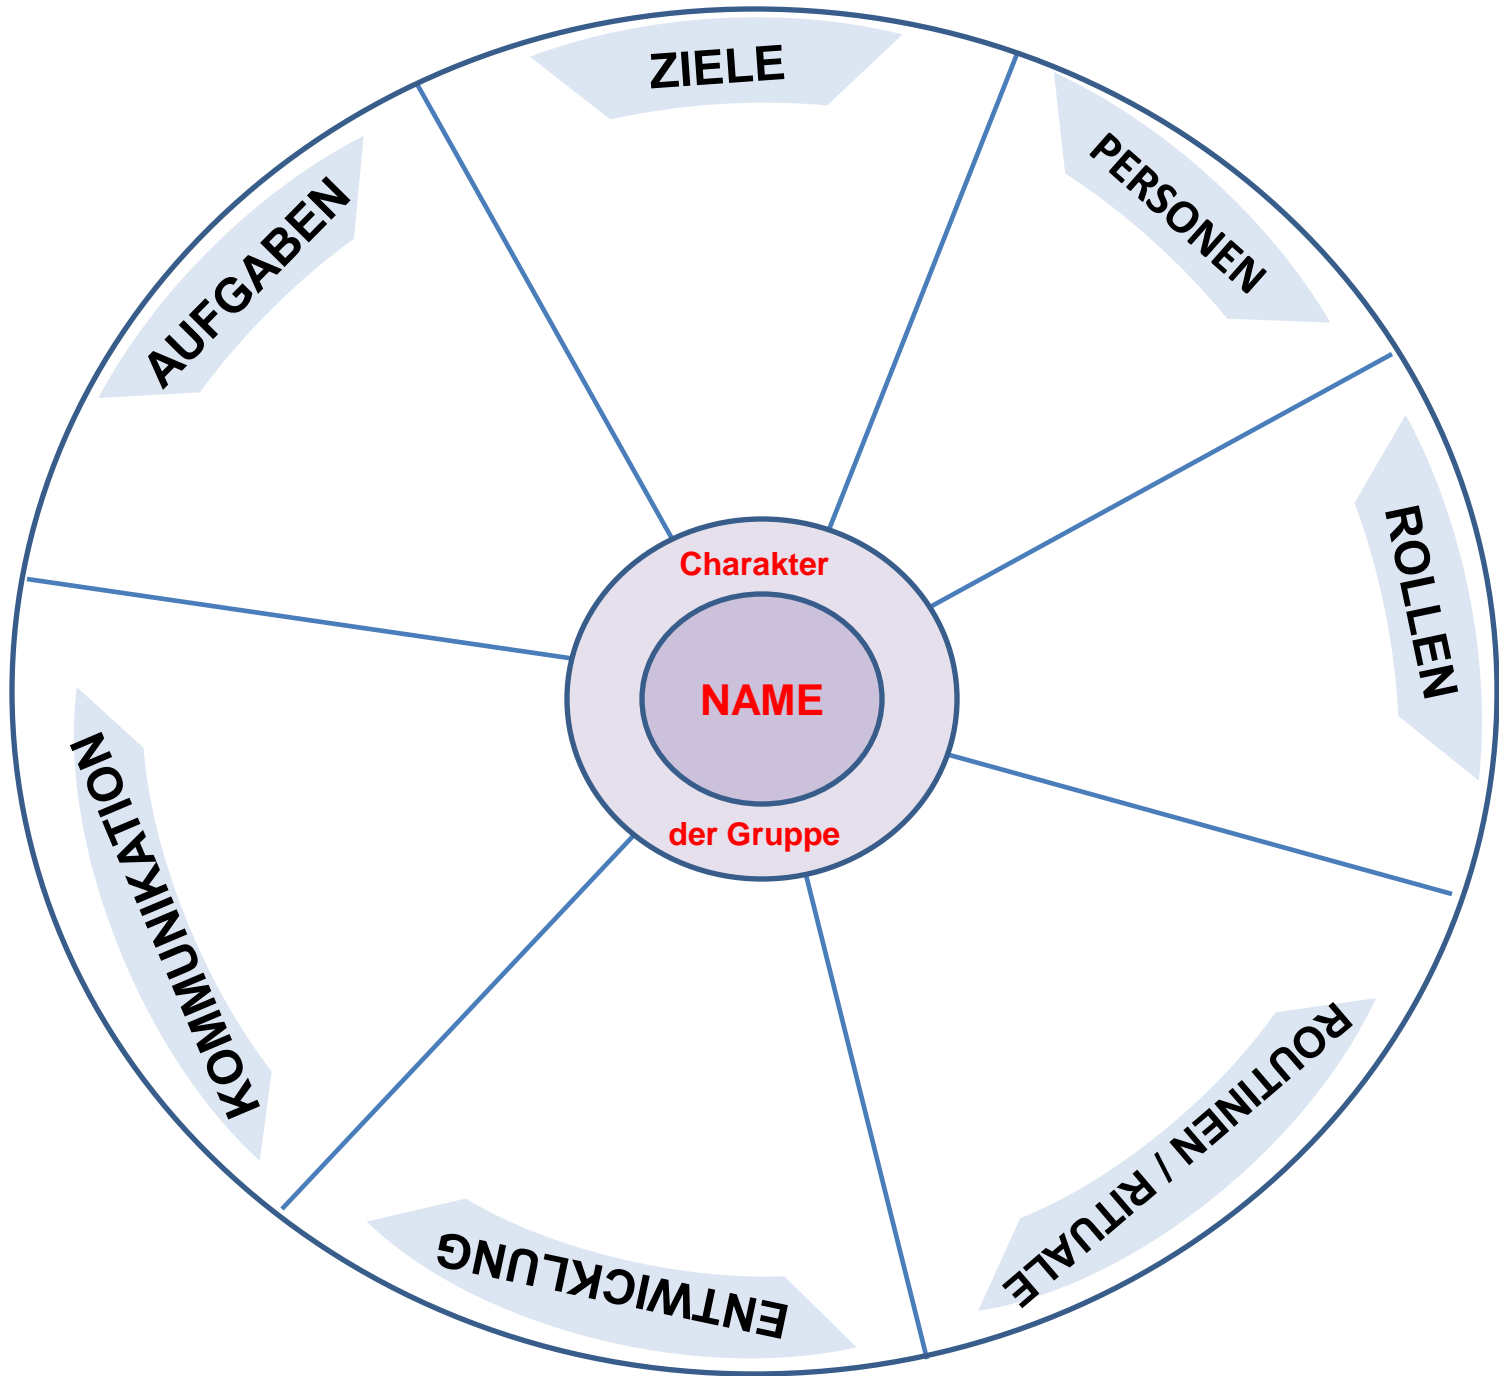 ZIELE
PERSONEN
ROLLEN
ROUTINEN / RITUALE
ENTWICKLUNG
KOMMUNIKATION
AUFGABEN
Charakter
NAME
der Gruppe